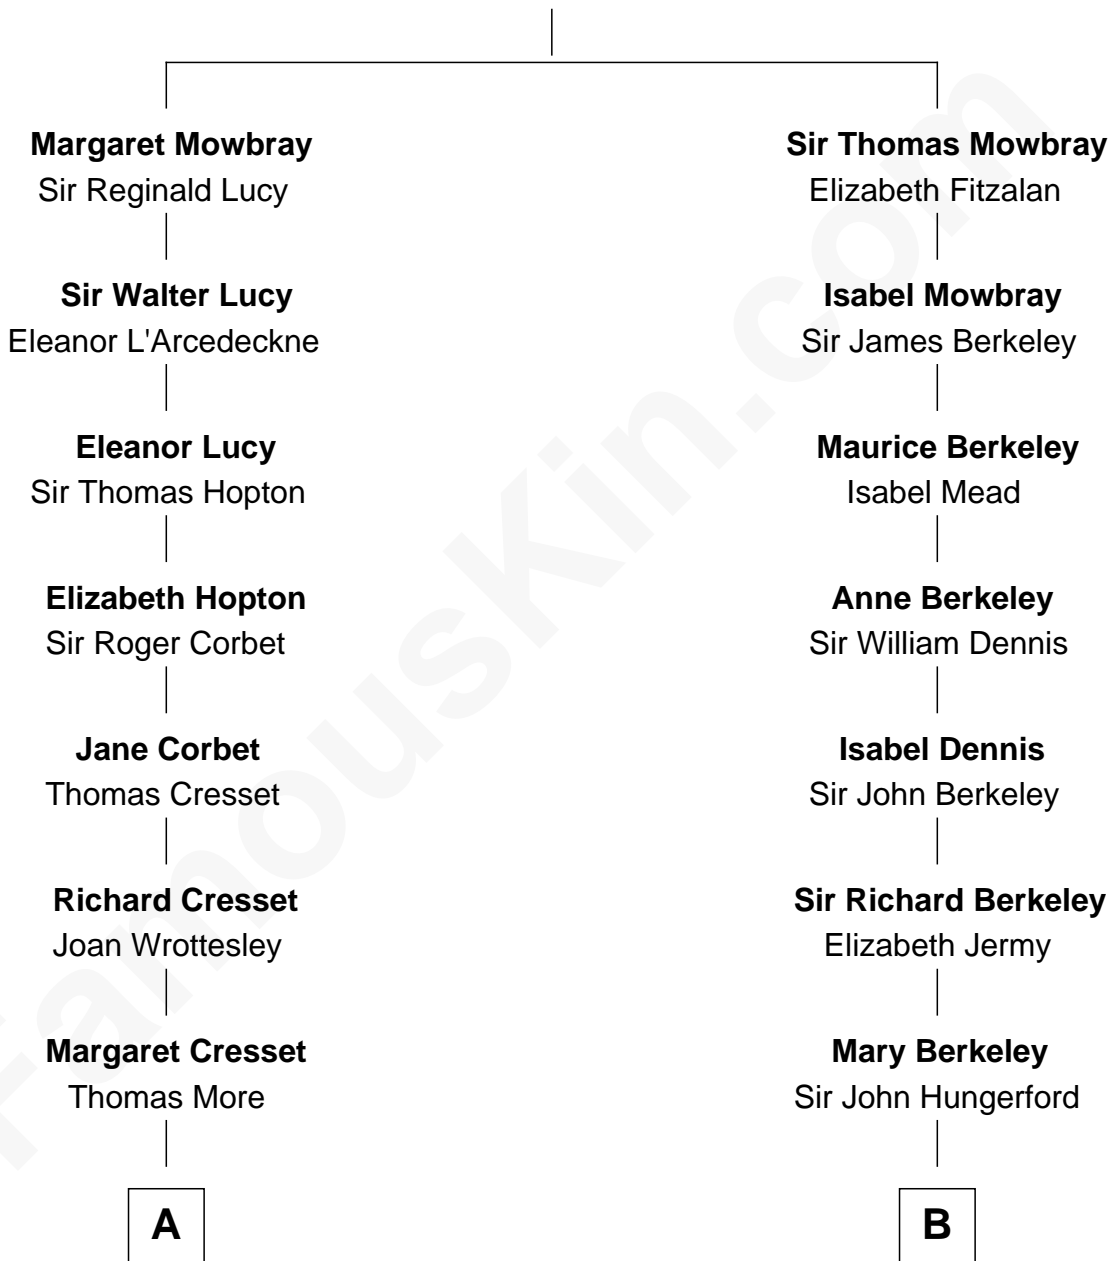 Margaret Mowbray
Sir Reginald Lucy
Sir Walter Lucy
Eleanor L'Arcedeckne
Eleanor Lucy
Sir Thomas Hopton
Elizabeth Hopton
Sir Roger Corbet
Jane Corbet
Thomas Cresset
Richard Cresset
Joan Wrottesley
Margaret Cresset
Thomas More
A
Sir Thomas Mowbray
Elizabeth Fitzalan
Isabel Mowbray
Sir James Berkeley
Maurice Berkeley
Isabel Mead
Anne Berkeley
Sir William Dennis
Isabel Dennis
Sir John Berkeley
Sir Richard Berkeley
Elizabeth Jermy
Mary Berkeley
Sir John Hungerford
B
FamousKin.com